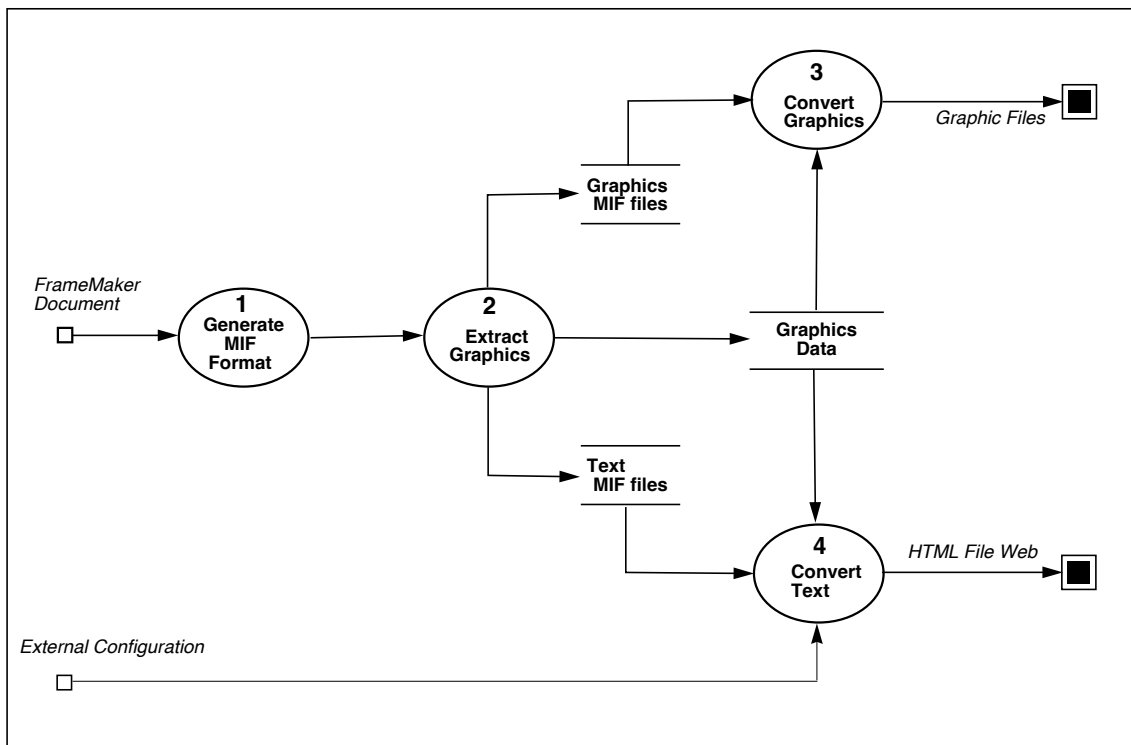 3
Convert
Graphics
Graphic Files
Graphics
MIF files
FrameMaker
Document
1
Generate
MIF
Format
2
Extract
Graphics
Graphics
Data
Text
MIF files
4
Convert
Text
HTML File Web
External Configuration